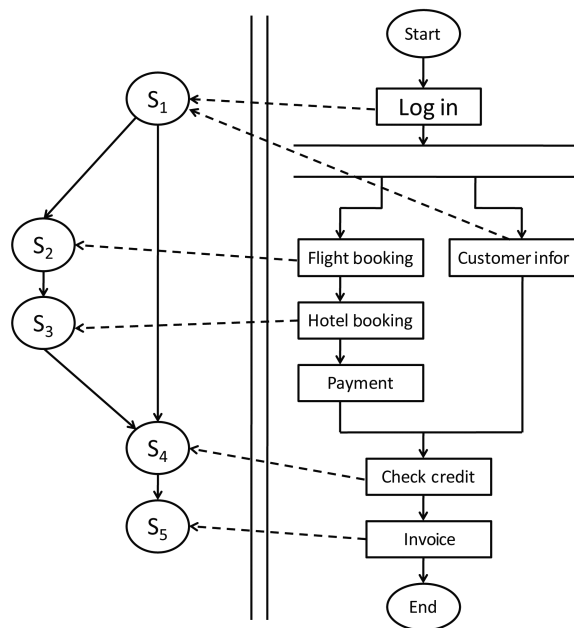 Start
S1
Log in
S2
Flight booking
Customer infor
S3
Hotel booking
Payment
S4
Check credit
S5
Invoice
End